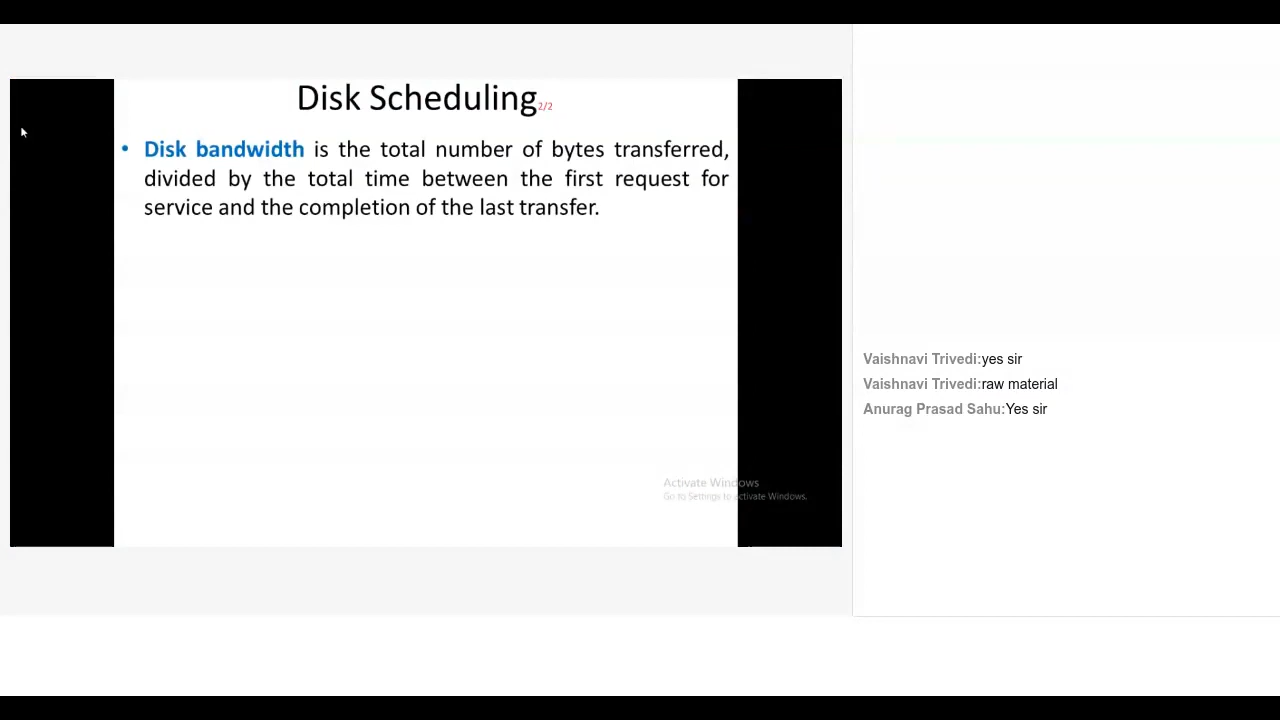 Disk Scheduling2/2
• Disk bandwidth is the total number of bytes transferred,
divided by the total time between the first request for
service and the completion of the last transfer.
Activate Windows
Go to Settings to activate Windows.
Vaishnavi Trivedi:yes sir
Vaishnavi Trivedi:raw material
Anurag Prasad Sahu:Yes sir